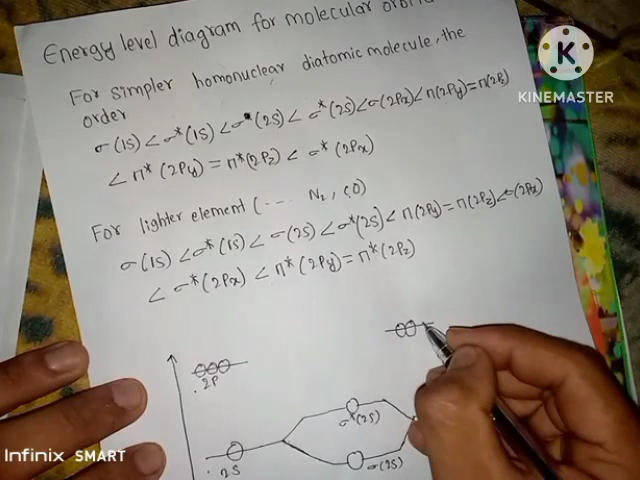 Energy level diagram for molecular
For simpler homonuclear diatomic molecule, the
order
σ(1S) < σ*(1S) < σ*(2S) < σ*(2S) < σ(2Px) < π(2Py) = π(2Pz)
< π*(2Py) = π*(2Pz) < σ*(2Px)
For lighter element (--- N₂, CO)
σ(1S) < σ*(1S) < σ(2S) < σ*(2S) < π(2Py) = π(2Pz) < σ(2Px)
< σ*(2Px) < π*(2Py) = π*(2Pz)
.2P
σ*(2S)
.2S
σ(2S)
K
KINEMASTER
Infinix SMART